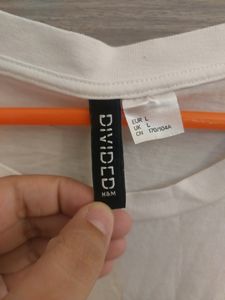 DIVIDED
H&M
EUR L
UK L
CN 170/104A